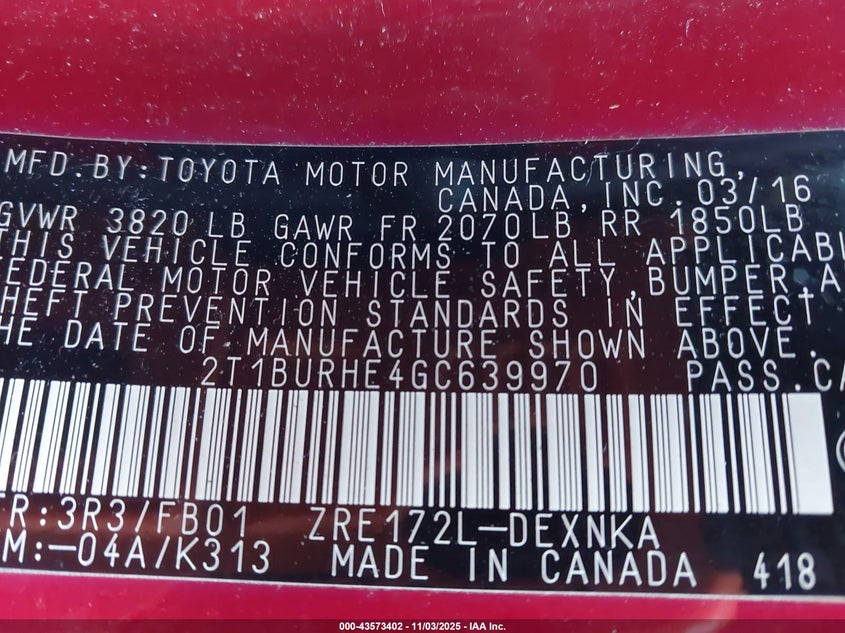 MFD. BY: TOYOTA MOTOR MANUFACTURING,
CANADA, INC. 03/16
GVWR 3820 LB GAWR FR 2070LB RR 1850LB
THIS VEHICLE CONFORMS TO ALL APPLICABL
FEDERAL MOTOR VEHICLE SAFETY, BUMPER, A
HEFT PREVENTION STANDARDS IN EFFECT
HE DATE OF MANUFACTURE SHOWN ABOVE.
2T1BURHE4GC639970 PASS.CA
TR:3R3/FB01 ZRE172L-DEXNKA
M:-04A/K313 MADE IN CANADA 418
000-43573402 - 11/03/2025 - IAA Inc.